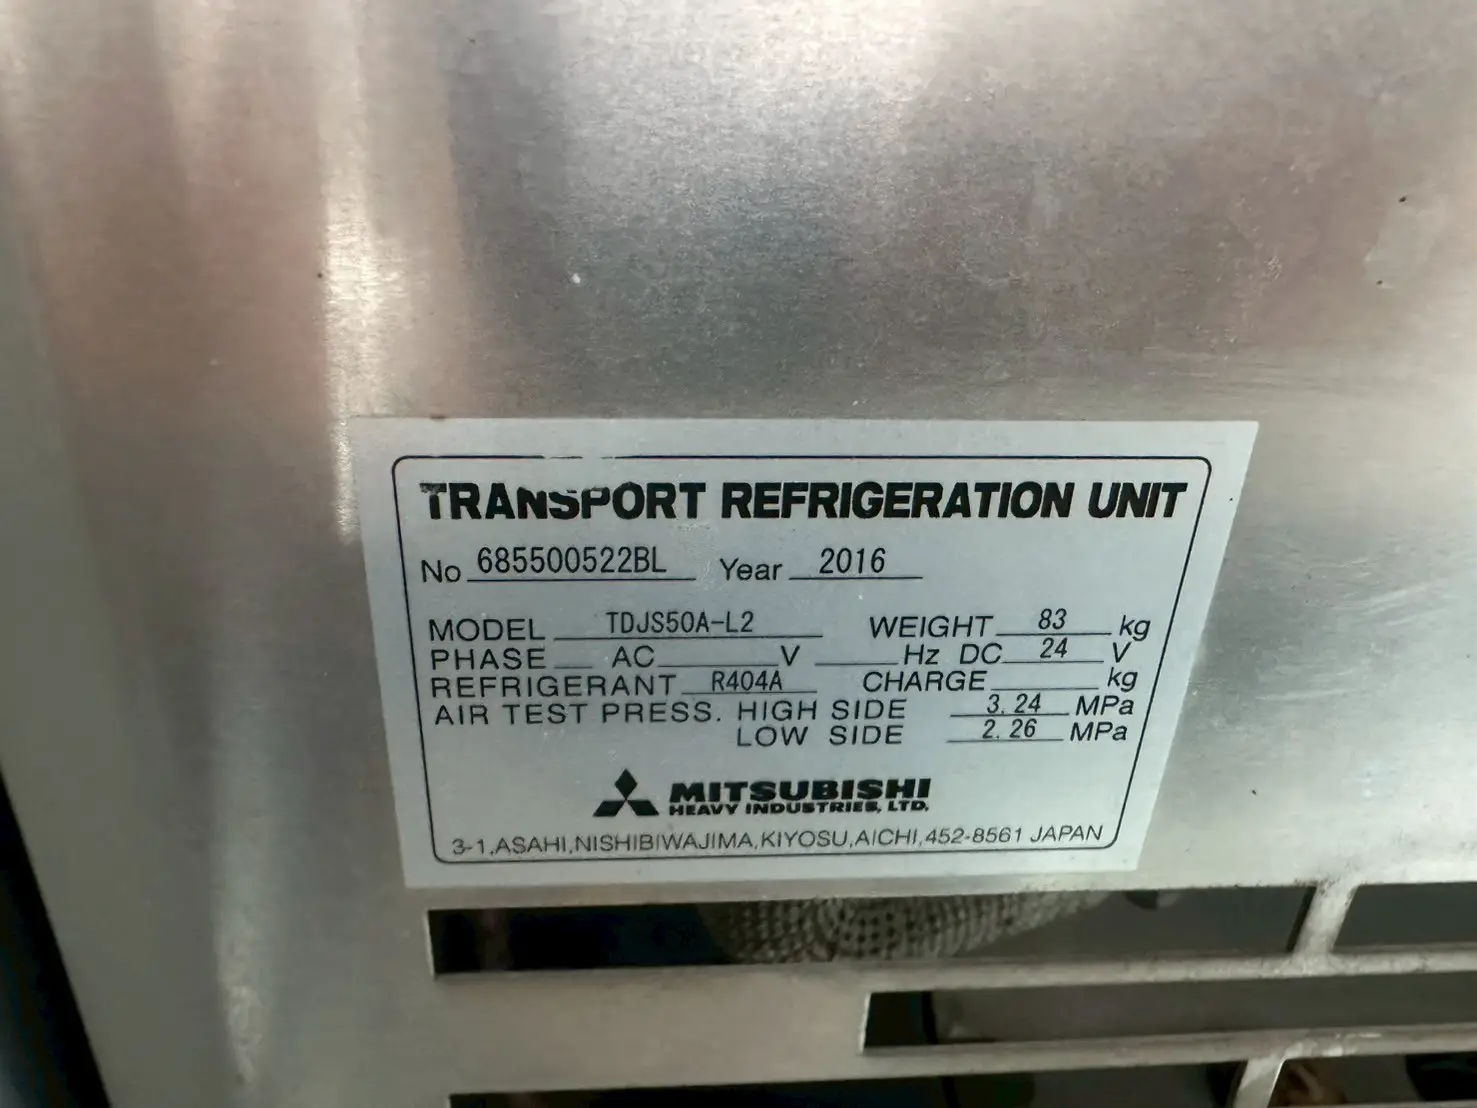 TRANSPORT REFRIGERATION UNIT
No 685500522BL Year 2016
MODEL TDJS50A-L2 WEIGHT 83 kg
PHASE AC V Hz DC 24 V
REFRIGERANT R404A CHARGE kg
AIR TEST PRESS. HIGH SIDE 3.24 MPa
LOW SIDE 2.26 MPa
MITSUBISHI
HEAVY INDUSTRIES, LTD.
3-1,ASAHI,NISHIBIWAJIMA,KIYOSU,AICHI,452-8561 JAPAN